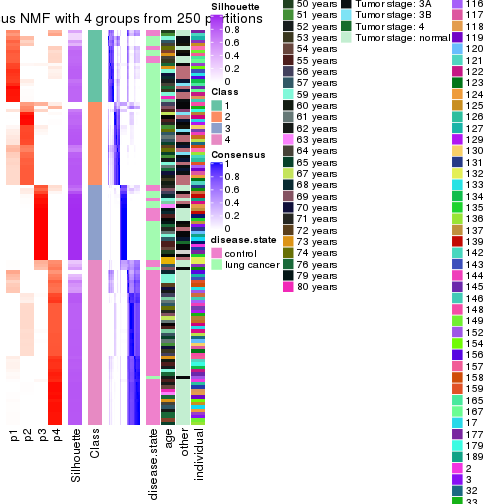 us NMF with 4 groups from 250 partitions
Silhouette
1
0.8
0.6
0.4
0.2
0
Class
1
2
3
4
Consensus
1
0.8
0.6
0.4
0.2
0
disease.state
control
lung cancer
50 years
51 years
52 years
53 years
54 years
55 years
56 years
57 years
59 years
60 years
61 years
62 years
63 years
64 years
65 years
67 years
68 years
69 years
70 years
71 years
72 years
73 years
74 years
76 years
78 years
79 years
80 years
Tumor stage: 3A
Tumor stage: 3B
Tumor stage: 4
Tumor stage: normal
116
117
118
119
120
121
122
123
124
125
126
127
129
130
131
132
133
134
135
136
137
139
142
143
144
145
146
148
149
152
154
156
157
158
159
165
167
17
177
179
189
2
3
32
33
p1
p2
p3
p4
Silhouette
Class
disease.state
age
other
individual